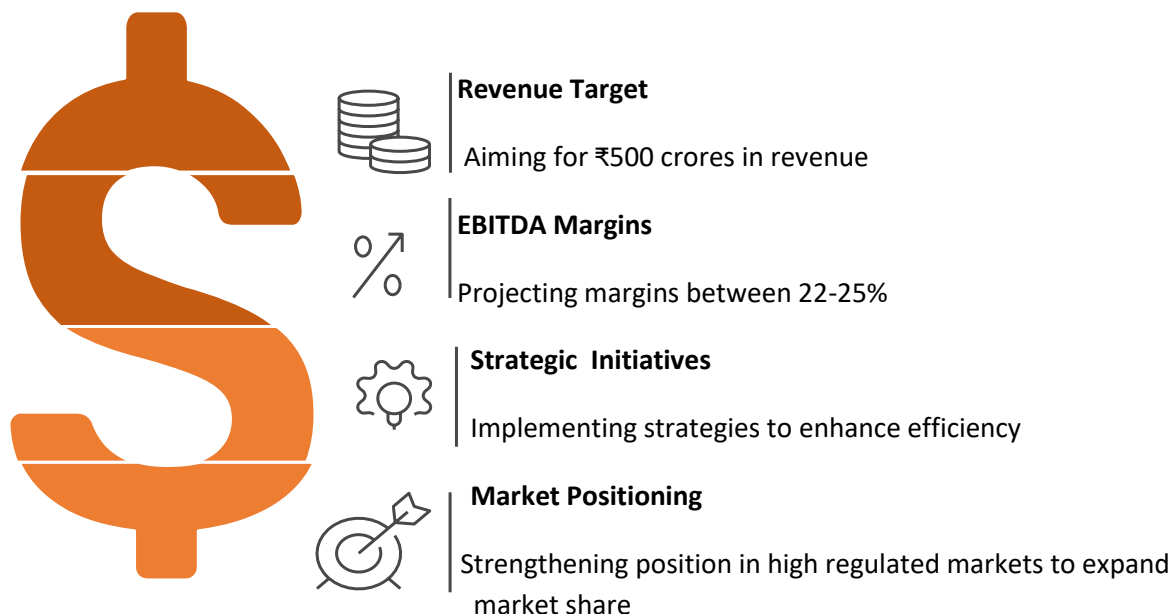 Revenue Target
Aiming for ₹500 crores in revenue
EBITDA Margins
Projecting margins between 22-25%
Strategic  Initiatives
Implementing strategies to enhance efficiency
Market Positioning
Strengthening position in high regulated markets to expand
market share